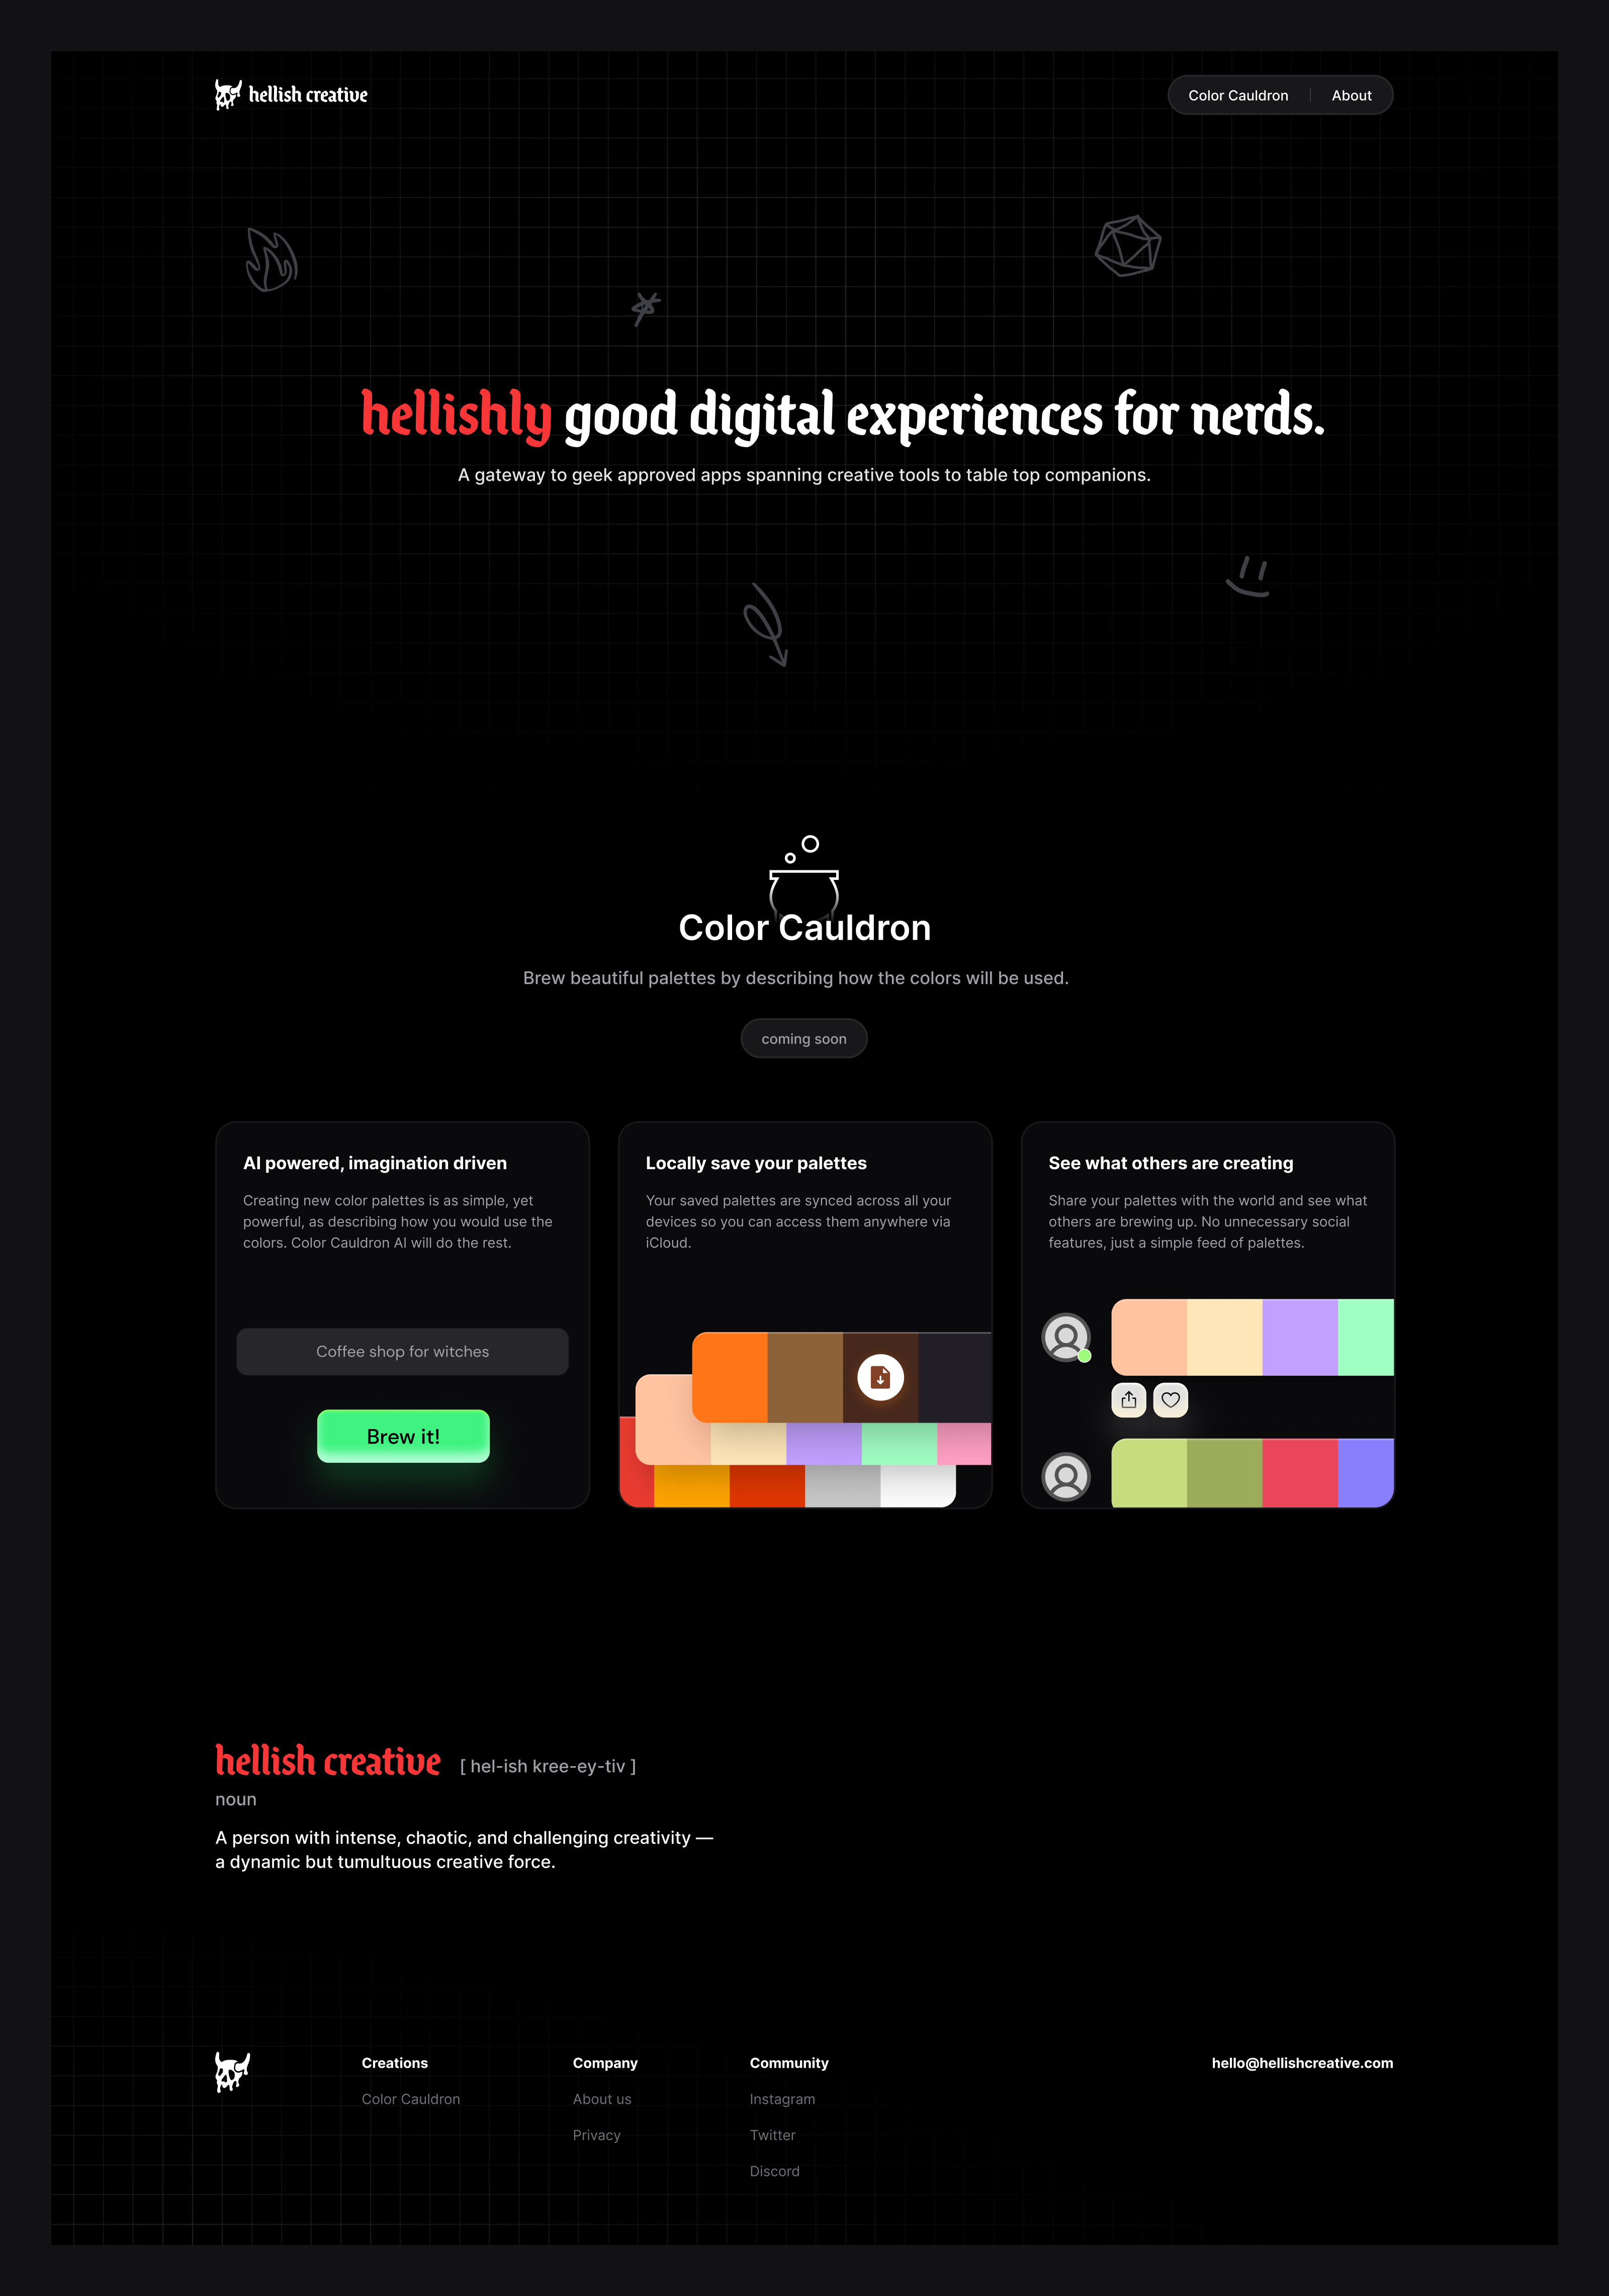 hellish creative
Color Cauldron
About
hellishly good digital experiences for nerds.
A gateway to geek approved apps spanning creative tools to table top companions.
Color Cauldron
Brew beautiful palettes by describing how the colors will be used.
coming soon
AI powered, imagination driven
Creating new color palettes is as simple, yet
powerful, as describing how you would use the
colors. Color Cauldron AI will do the rest.
Coffee shop for witches
Brew it!
Locally save your palettes
Your saved palettes are synced across all your
devices so you can access them anywhere via
iCloud.
See what others are creating
Share your palettes with the world and see what
others are brewing up. No unnecessary social
features, just a simple feed of palettes.
hellish creative [ hel-ish kree-ey-tiv ]
noun
A person with intense, chaotic, and challenging creativity —
a dynamic but tumultuous creative force.
Creations
Color Cauldron
Company
About us
Privacy
Community
Instagram
Twitter
Discord
hello@hellishcreative.com